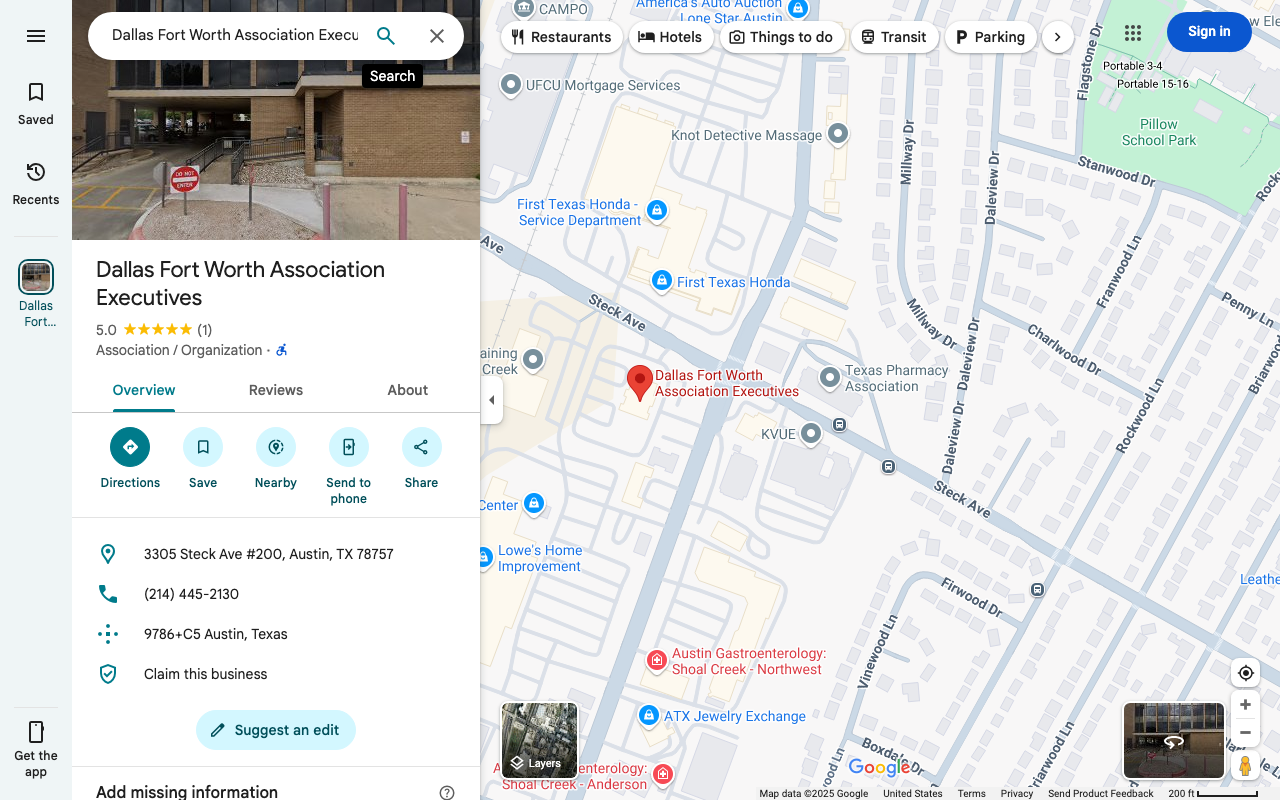 Dallas Fort Worth Association Execu
Search
Saved
Recents
Dallas
Fort...
Get the
app
DO NOT
ENTER
Dallas Fort Worth Association
Executives
5.0 (1)
Association / Organization ·
Overview
Reviews
About
Directions
Save
Nearby
Send to
phone
Share
3305 Steck Ave #200, Austin, TX 78757
(214) 445-2130
9786+C5 Austin, Texas
Claim this business
Suggest an edit
Add missing information
Restaurants
Hotels
Things to do
Transit
Parking
Sign in
CAMPO
America's Auto Auction
Lone Star Austin
UFCU Mortgage Services
Knot Detective Massage
First Texas Honda -
Service Department
First Texas Honda
Ave
Steck Ave
aining
Creek
Dallas Fort Worth
Association Executives
Texas Pharmacy
Association
KVUE
Center
Lowe's Home
Improvement
Austin Gastroenterology:
Shoal Creek - Northwest
ATX Jewelry Exchange
Shoal Creek - Anderson
Portable 3-4
Portable 15-16
Pillow
School Park
Flagstone Dr
Stanwood Dr
Millway Dr
Daleview Dr
Millway Dr
Daleview Dr
Daleview Dr
Franwood Ln
Charlwood Dr
Penny Ln
Rockwood Ln
Steck Ave
Firwood Dr
Vinewood Ln
Boxdale Dr
Rockwood Ln
Layers
Google
Map data ©2025 Google
United States
Terms
Privacy
Send Product Feedback
200 ft